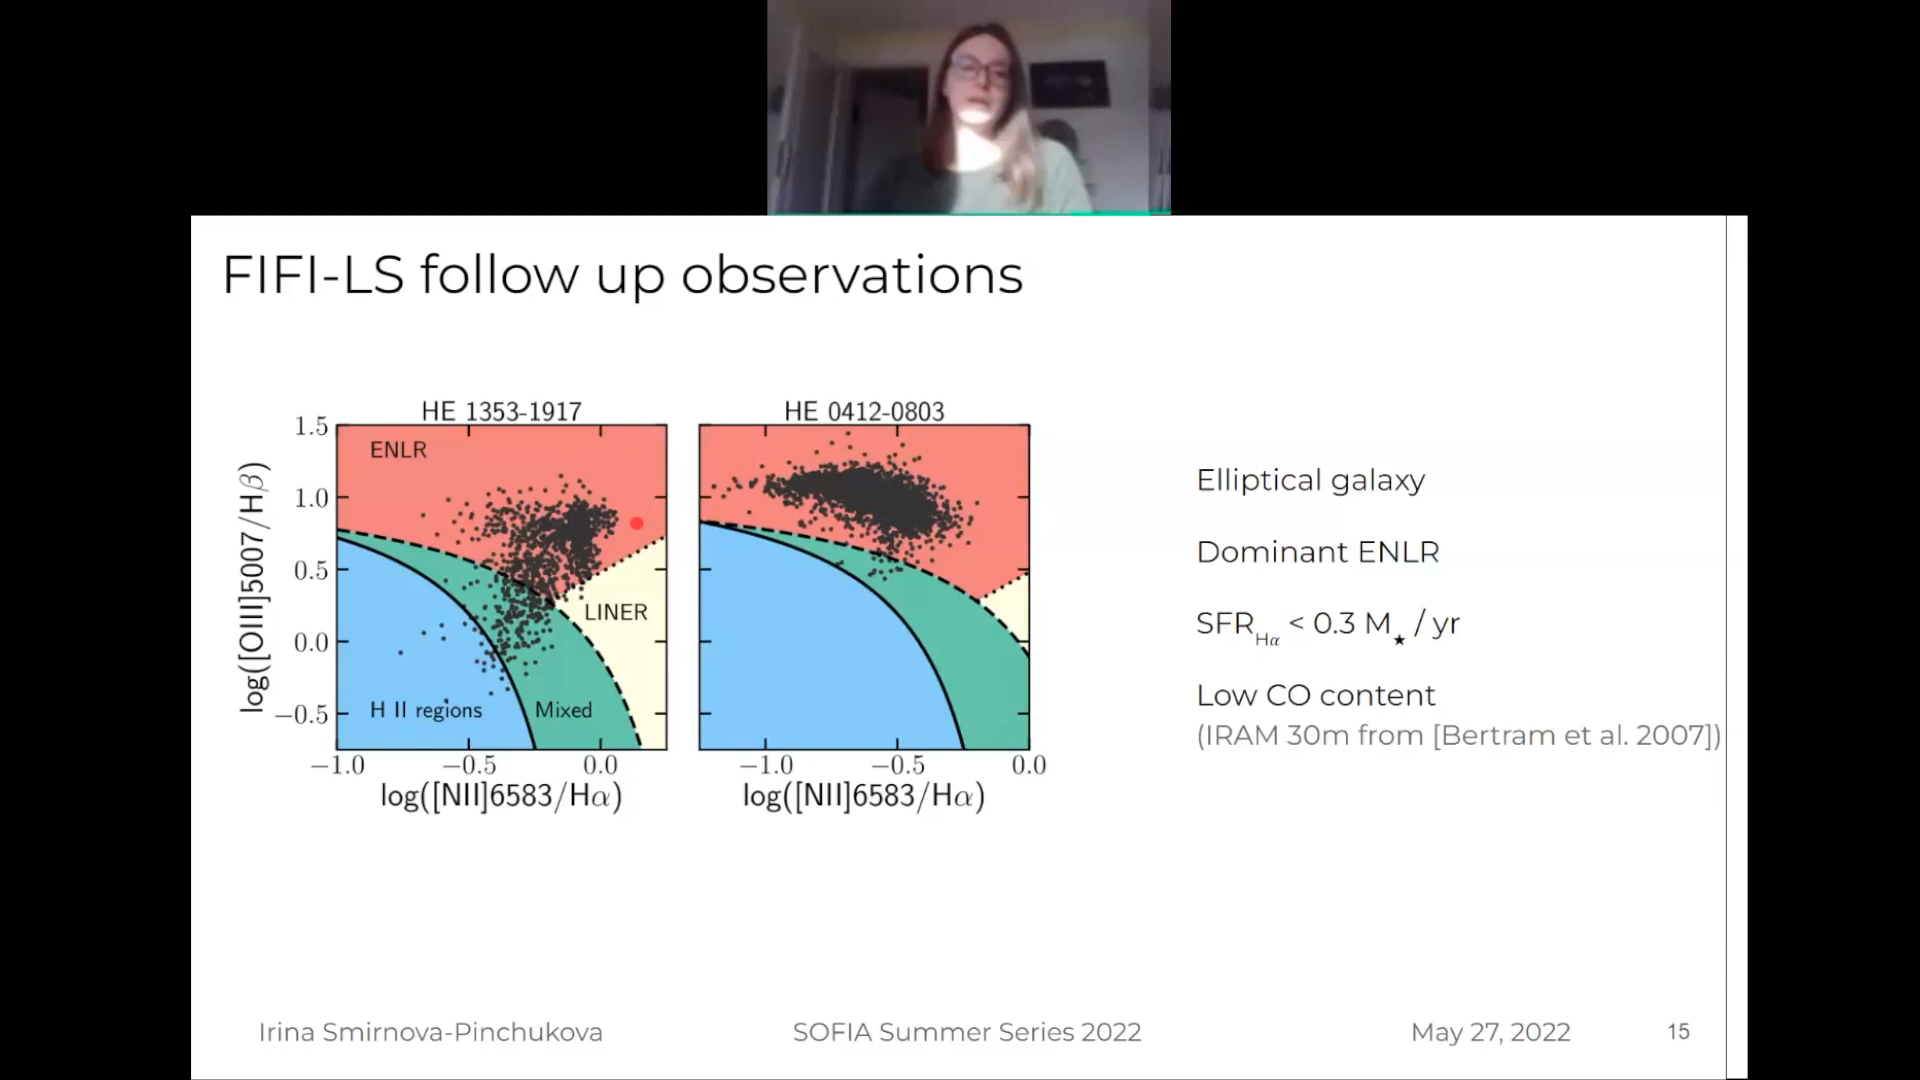 FIFI-LS follow up observations
HE 1353-1917
HE 0412-0803
1.5
1.0
0.5
0.0
−0.5
log([OIII]5007/Hβ)
ENLR
LINER
H II regions
Mixed
−1.0 −0.5 0.0
−1.0 −0.5 0.0
log([NII]6583/Hα)
log([NII]6583/Hα)
Elliptical galaxy
Dominant ENLR
SFR Hα < 0.3 M★ / yr
Low CO content
(IRAM 30m from [Bertram et al. 2007])
Irina Smirnova-Pinchukova
SOFIA Summer Series 2022
May 27, 2022
15